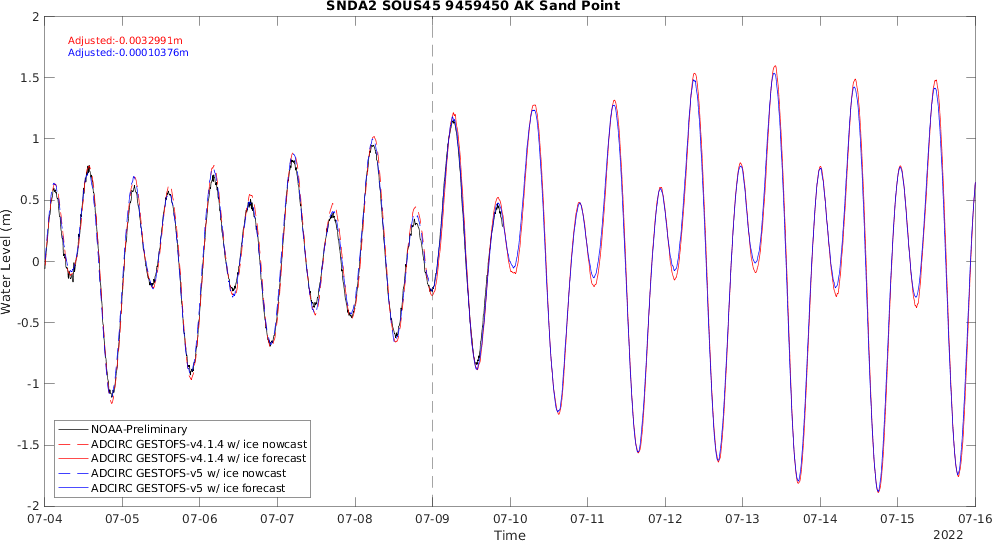 SNDA2 SOUS45 9459450 AK Sand Point
Adjusted:-0.0032991m
Adjusted:-0.00010376m
2
1.5
1
0.5
0
-0.5
-1
-1.5
-2
Water Level (m)
NOAA-Preliminary
ADCIRC GESTOFS-v4.1.4 w/ ice nowcast
ADCIRC GESTOFS-v4.1.4 w/ ice forecast
ADCIRC GESTOFS-v5 w/ ice nowcast
ADCIRC GESTOFS-v5 w/ ice forecast
07-04 07-05 07-06 07-07 07-08 07-09 07-10 07-11 07-12 07-13 07-14 07-15 07-16
Time
2022